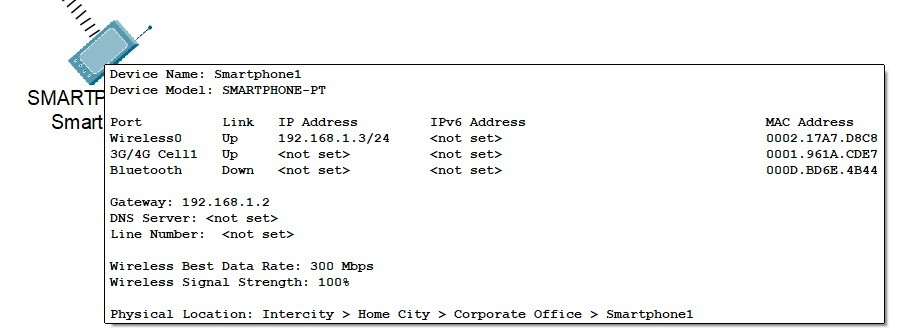 SMARTP
Smart
Device Name: Smartphone1
Device Model: SMARTPHONE-PT
Port Link IP Address IPv6 Address MAC Address
Wireless0 Up 192.168.1.3/24 <not set> 0002.17A7.D8C8
3G/4G Cell1 Up <not set> <not set> 0001.961A.CDE7
Bluetooth Down <not set> <not set> 000D.BD6E.4B44
Gateway: 192.168.1.2
DNS Server: <not set>
Line Number: <not set>
Wireless Best Data Rate: 300 Mbps
Wireless Signal Strength: 100%
Physical Location: Intercity > Home City > Corporate Office > Smartphone1